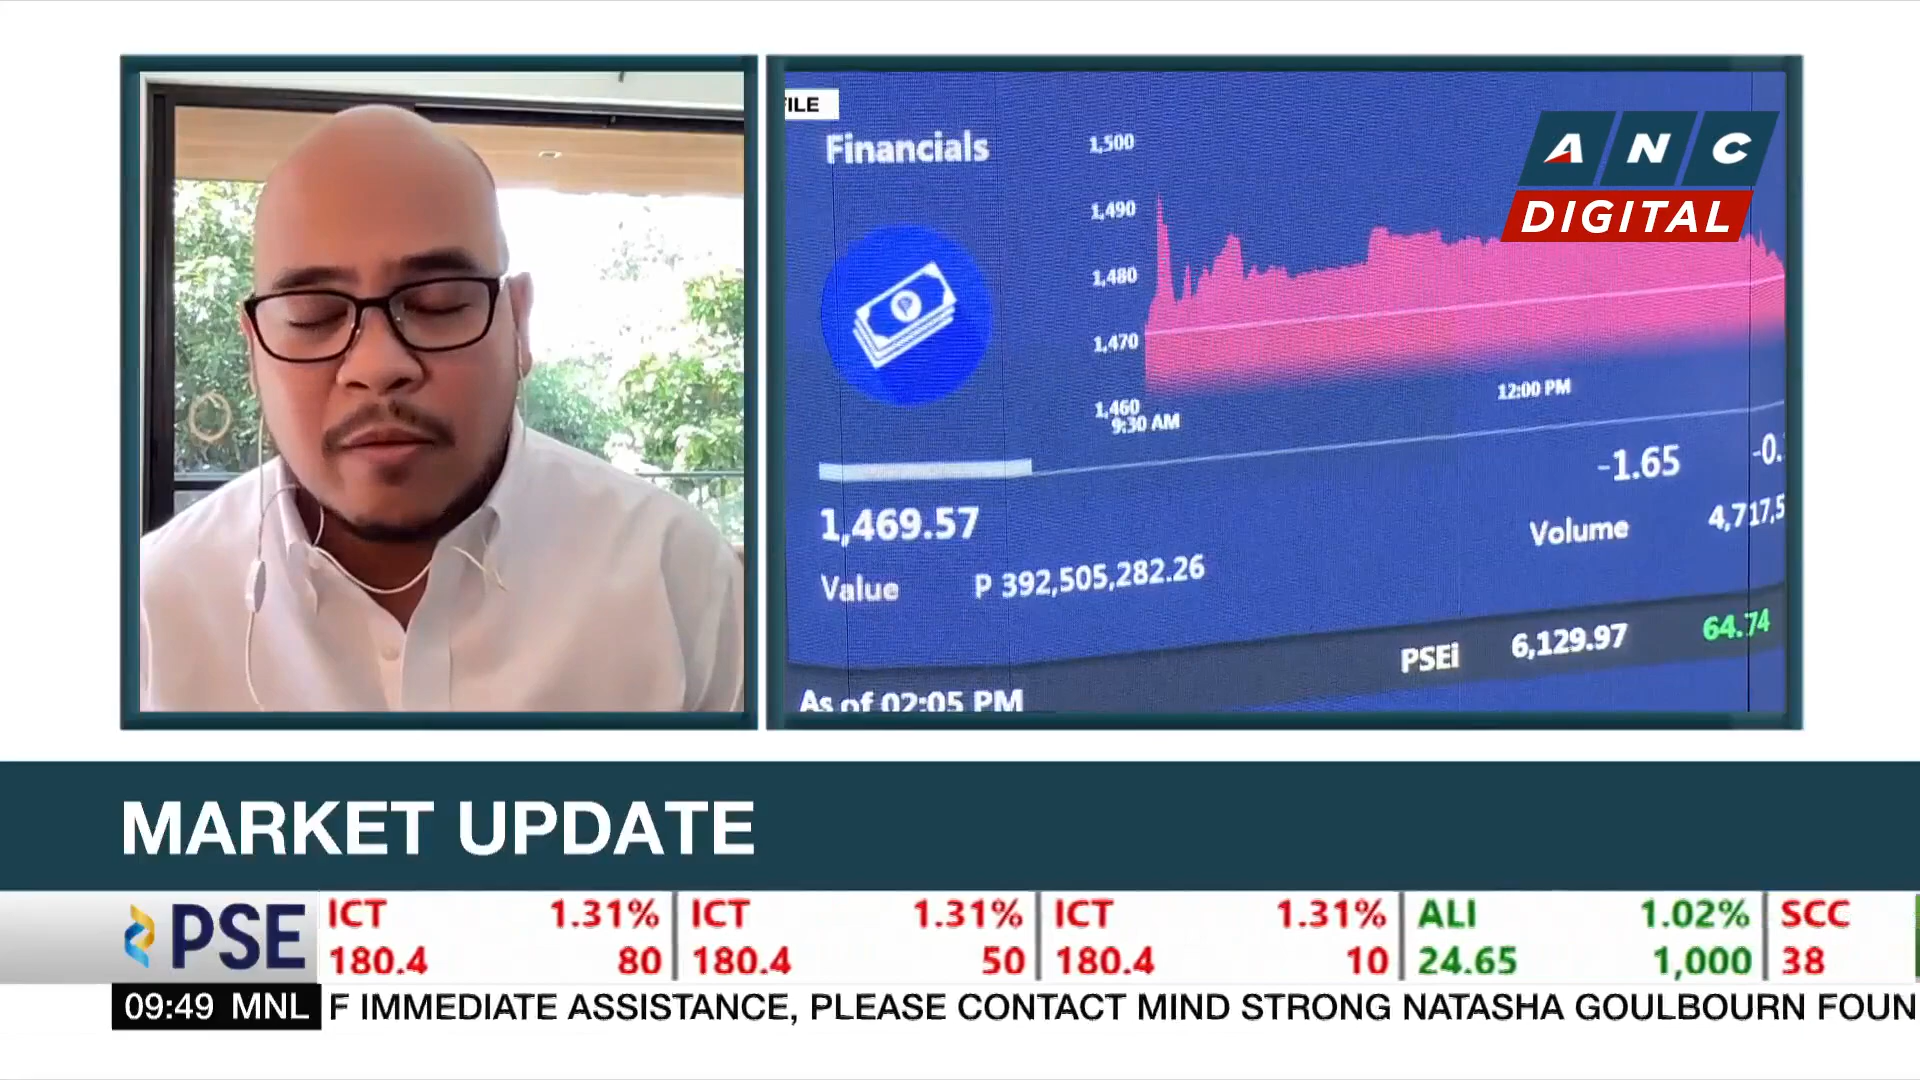 FILE
Financials
1,500
1,490
1,480
1,470
1,460
9:30 AM
12:00 PM
ANC
DIGITAL
1,469.57
-1.65
-0.
Value
P 392,505,282.26
Volume
4,717,5
PSEi
6,129.97
64.74
As of 02:05 PM
MARKET UPDATE
PSE
ICT 1.31%
180.4 80
ICT 1.31%
180.4 50
ICT 1.31%
180.4 10
ALI 1.02%
24.65 1,000
SCC
38
09:49 MNL
F IMMEDIATE ASSISTANCE, PLEASE CONTACT MIND STRONG NATASHA GOULBOURN FOUN